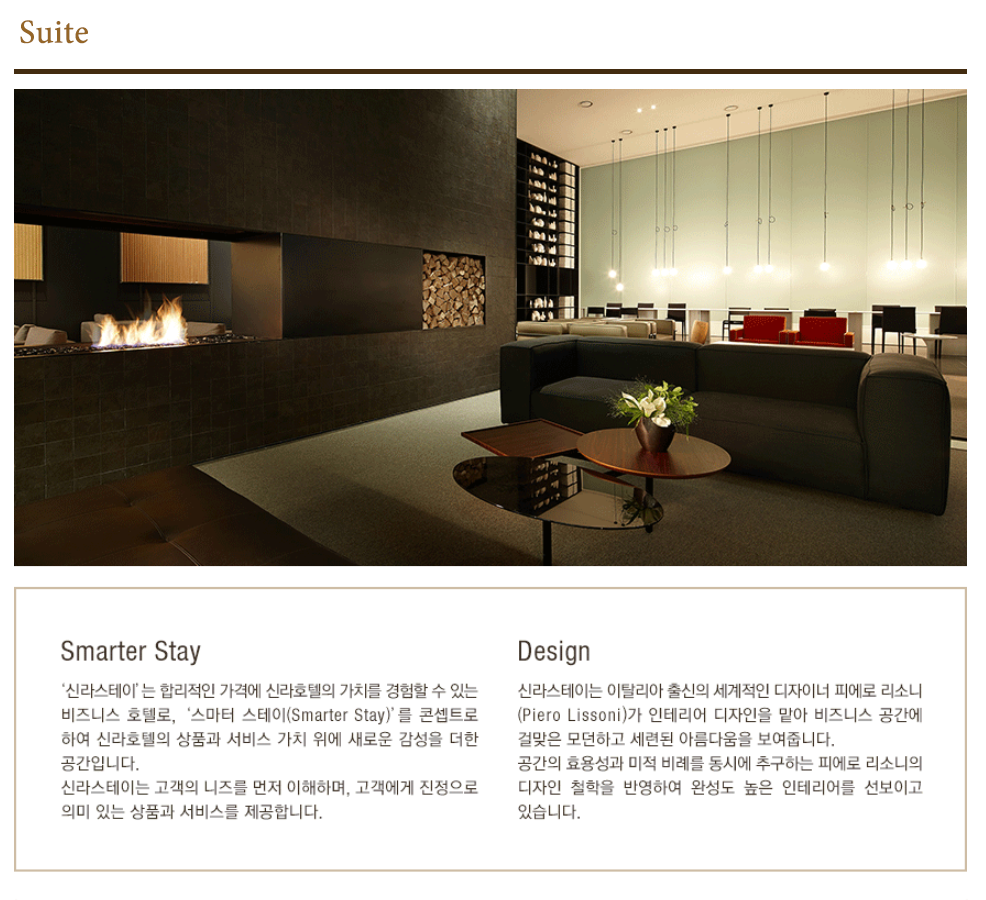 Suite
Smarter Stay
‘신라스테이’는 합리적인 가격에 신라호텔의 가치를 경험할 수 있는
비즈니스 호텔로, ‘스마터 스테이(Smarter Stay)’를 콘셉트로
하여 신라호텔의 상품과 서비스 가치 위에 새로운 감성을 더한
공간입니다.
신라스테이는 고객의 니즈를 먼저 이해하며, 고객에게 진정으로
의미 있는 상품과 서비스를 제공합니다.
Design
신라스테이는 이탈리아 출신의 세계적인 디자이너 피에로 리소니
(Piero Lissoni)가 인테리어 디자인을 맡아 비즈니스 공간에
걸맞은 모던하고 세련된 아름다움을 보여줍니다.
공간의 효용성과 미적 비례를 동시에 추구하는 피에로 리소니의
디자인 철학을 반영하여 완성도 높은 인테리어를 선보이고
있습니다.